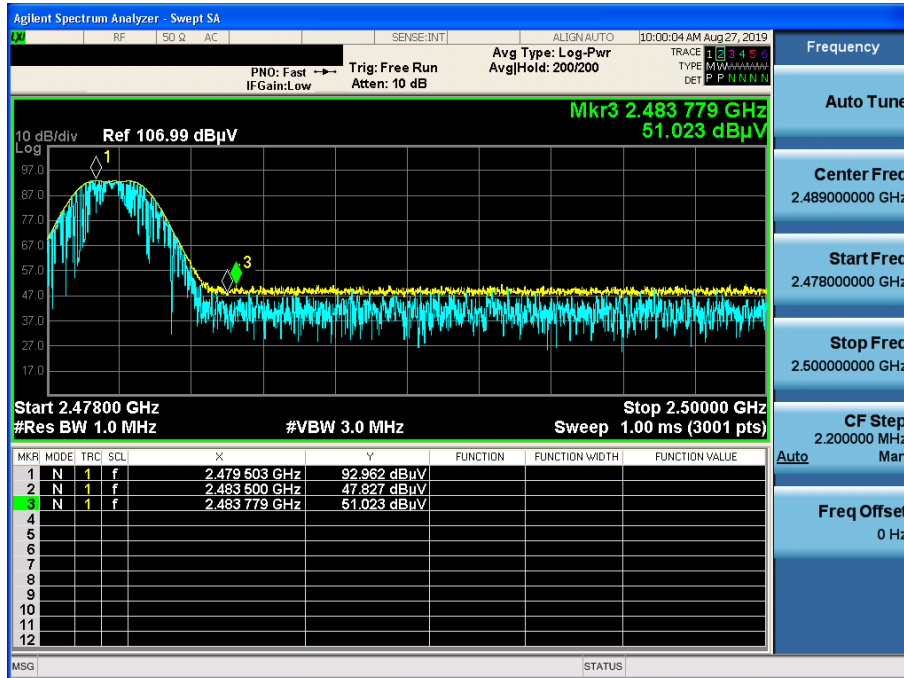 Agilent Spectrum Analyzer - Swept SA
LXI RF 50 Ω AC SENSE:INT ALIGN AUTO 10:00:04 AM Aug 27, 2019
PNO: Fast Trig: Free Run Avg Type: Log-Pwr TRACE 1 2 3 4 5 6
IFGain:Low Atten: 10 dB Avg|Hold: 200/200 TYPE M W
DET P P N N N N
Mkr3 2.483 779 GHz
51.023 dBµV
10 dB/div Ref 106.99 dBµV
Log
97.0
87.0
77.0
67.0
57.0
47.0
37.0
27.0
17.0
1
3
Start 2.47800 GHz Stop 2.50000 GHz
#Res BW 1.0 MHz #VBW 3.0 MHz Sweep 1.00 ms (3001 pts)
MKR MODE TRC SCL X Y FUNCTION FUNCTION WIDTH FUNCTION VALUE
1 N 1 f 2.479 503 GHz 92.962 dBµV
2 N 1 f 2.483 500 GHz 47.827 dBµV
3 N 1 f 2.483 779 GHz 51.023 dBµV
4
5
6
7
8
9
10
11
12
MSG STATUS
Frequency
Auto Tune
Center Freq
2.489000000 GHz
Start Freq
2.478000000 GHz
Stop Freq
2.500000000 GHz
CF Step
2.200000 MHz
Auto Man
Freq Offset
0 Hz